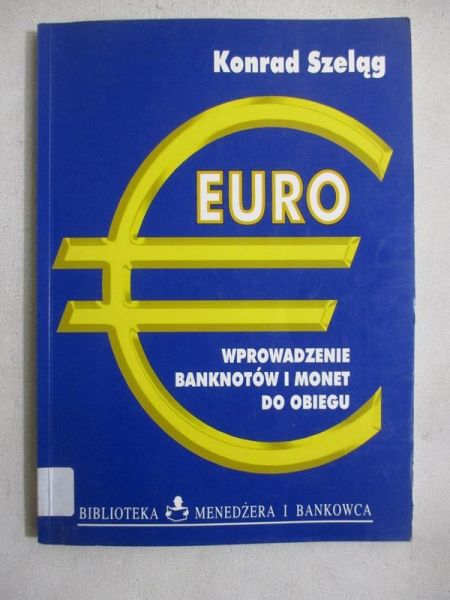 Konrad Szeląg
EURO
WPROWADZENIE
BANKNOTÓW I MONET
DO OBIEGU
BIBLIOTEKA MENEDŻERA I BANKOWCA